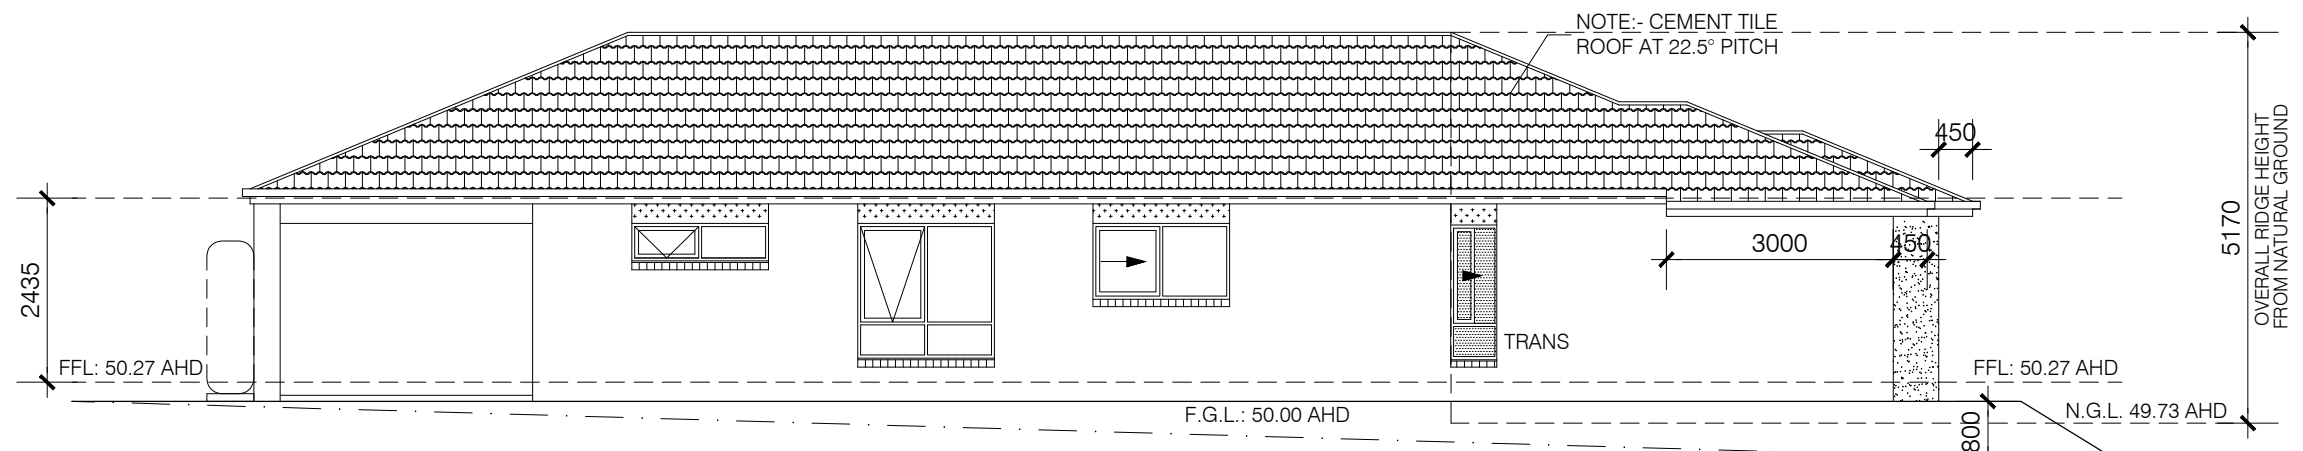 NOTE:- CEMENT TILE
ROOF AT 22.5° PITCH
450
OVERALL RIDGE HEIGHT
FROM NATURAL GROUND
5170
2435
3000
450
TRANS
FFL: 50.27 AHD
FFL: 50.27 AHD
F.G.L.: 50.00 AHD
N.G.L. 49.73 AHD
800